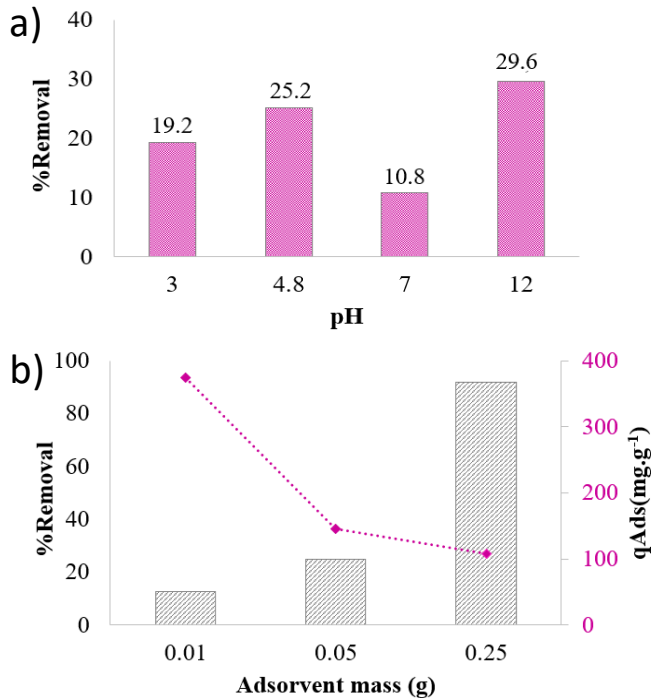 a)
40
30
20
10
0
%Removal
19.2
25.2
10.8
29.6
3 4.8 7 12
pH
b)
100
80
60
40
20
0
%Removal
400
300
200
100
0
qAds(mg.g⁻¹)
0.01 0.05 0.25
Adsorvent mass (g)